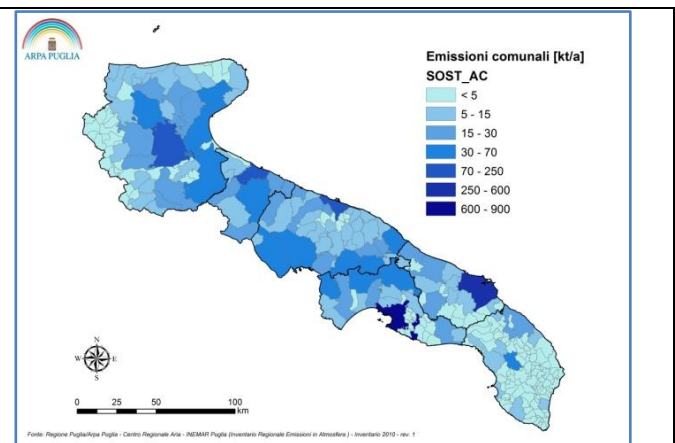 ARPA PUGLIA
Emissioni comunali [kt/a]
SOST_AC
< 5
5 - 15
15 - 30
30 - 70
70 - 250
250 - 600
600 - 900
N
W E
S
0 25 50 100
km
Fonte: Regione Puglia/Arpa Puglia - Centro Regionale Aria - INEMAR Puglia (Inventario Regionale Emissioni in Atmosfera ) - Inventario 2010 - rev. 1